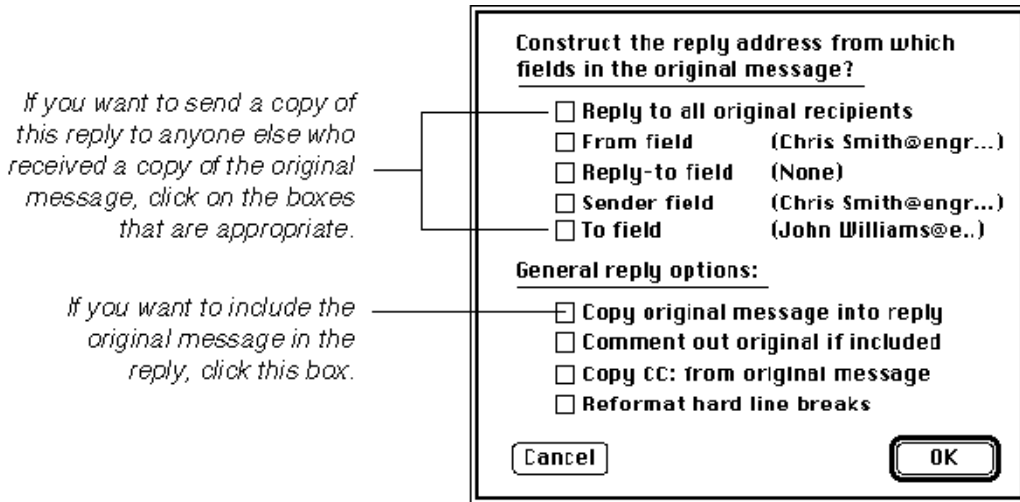 If you want to send a copy of
this reply to anyone else who
received a copy of the original
message, click on the boxes
that are appropriate.
If you want to include the
original message in the
reply, click this box.
Construct the reply address from which
fields in the original message?
Reply to all original recipients
From field (Chris Smith@engr...)
Reply-to field (None)
Sender field (Chris Smith@engr...)
To field (John Williams@e..)
General reply options:
Copy original message into reply
Comment out original if included
Copy CC: from original message
Reformat hard line breaks
Cancel OK